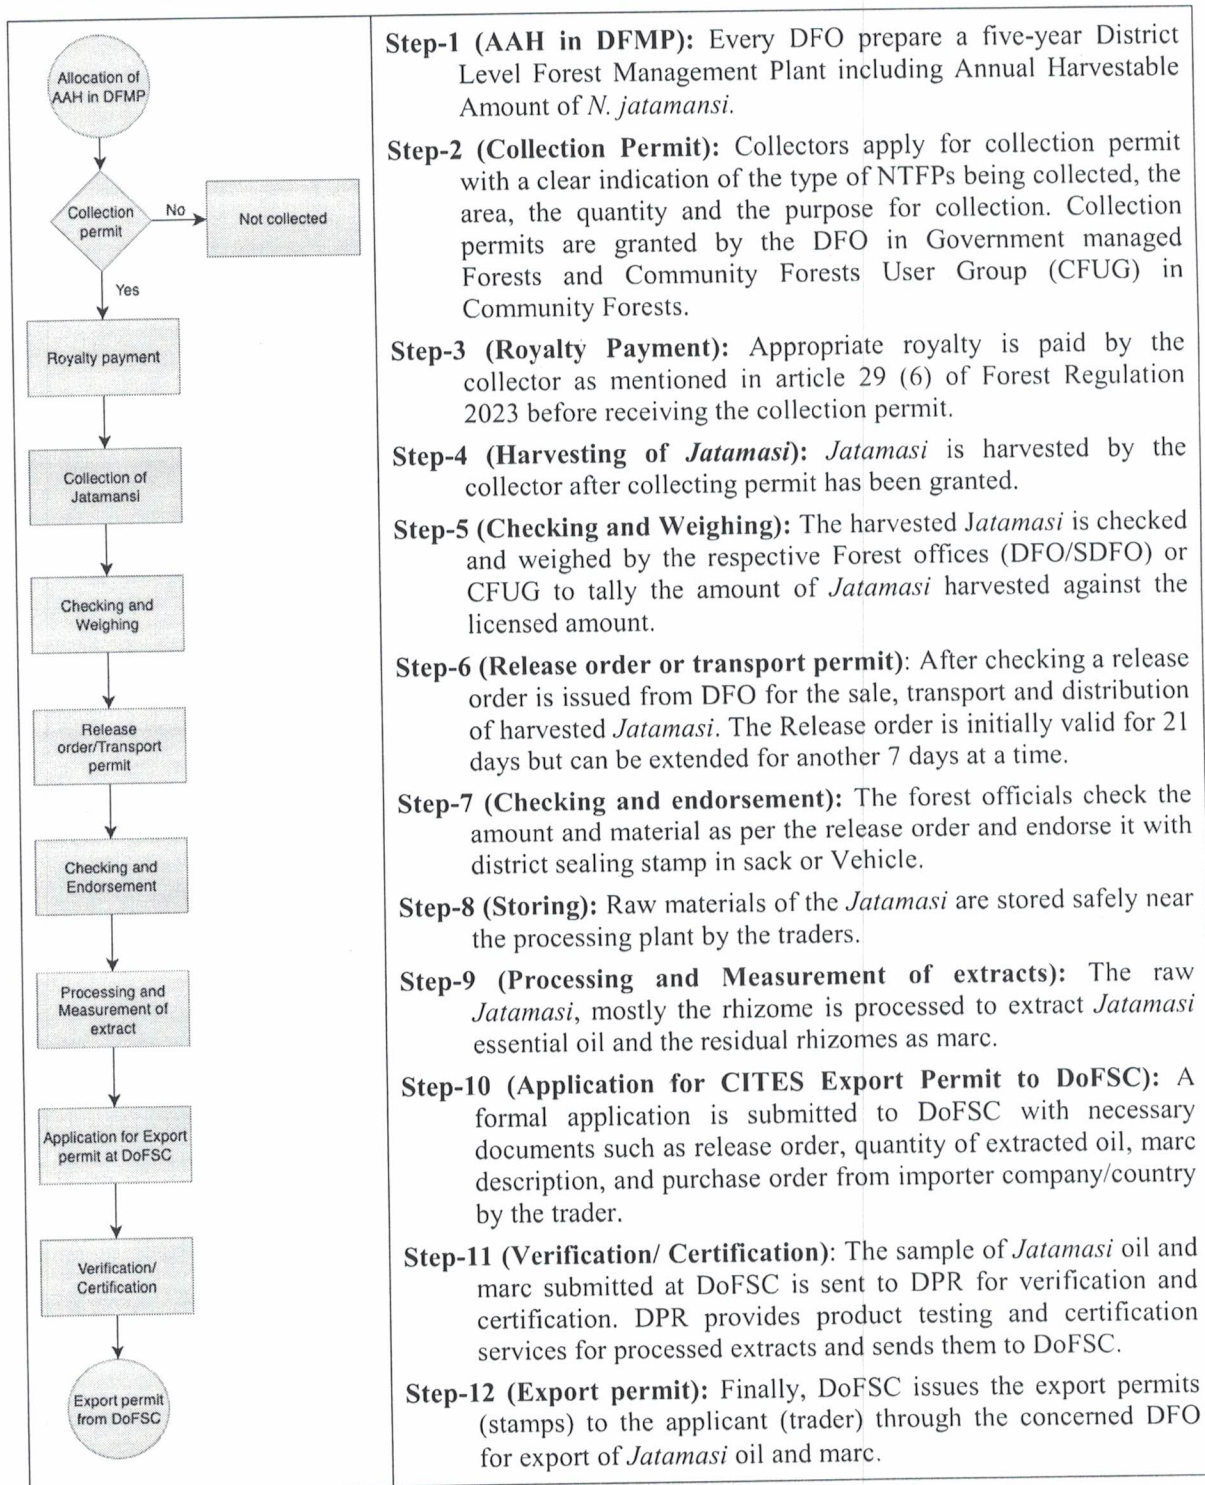 Allocation of
AAH in DFMP
Collection
permit
No
Not collected
Yes
Royalty payment
Collection of
Jatamansi
Checking and
Weighing
Release
order/Transport
permit
Checking and
Endorsement
Processing and
Measurement of
extract
Application for Export
permit at DoFSC
Verification/
Certification
Export permit
from DoFSC
Step-1 (AAH in DFMP): Every DFO prepare a five-year District
Level Forest Management Plant including Annual Harvestable
Amount of N. jatamansi.
Step-2 (Collection Permit): Collectors apply for collection permit
with a clear indication of the type of NTFPs being collected, the
area, the quantity and the purpose for collection. Collection
permits are granted by the DFO in Government managed
Forests and Community Forests User Group (CFUG) in
Community Forests.
Step-3 (Royalty Payment): Appropriate royalty is paid by the
collector as mentioned in article 29 (6) of Forest Regulation
2023 before receiving the collection permit.
Step-4 (Harvesting of Jatamasi): Jatamasi is harvested by the
collector after collecting permit has been granted.
Step-5 (Checking and Weighing): The harvested Jatamasi is checked
and weighed by the respective Forest offices (DFO/SDFO) or
CFUG to tally the amount of Jatamasi harvested against the
licensed amount.
Step-6 (Release order or transport permit): After checking a release
order is issued from DFO for the sale, transport and distribution
of harvested Jatamasi. The Release order is initially valid for 21
days but can be extended for another 7 days at a time.
Step-7 (Checking and endorsement): The forest officials check the
amount and material as per the release order and endorse it with
district sealing stamp in sack or Vehicle.
Step-8 (Storing): Raw materials of the Jatamasi are stored safely near
the processing plant by the traders.
Step-9 (Processing and Measurement of extracts): The raw
Jatamasi, mostly the rhizome is processed to extract Jatamasi
essential oil and the residual rhizomes as marc.
Step-10 (Application for CITES Export Permit to DoFSC): A
formal application is submitted to DoFSC with necessary
documents such as release order, quantity of extracted oil, marc
description, and purchase order from importer company/country
by the trader.
Step-11 (Verification/ Certification): The sample of Jatamasi oil and
marc submitted at DoFSC is sent to DPR for verification and
certification. DPR provides product testing and certification
services for processed extracts and sends them to DoFSC.
Step-12 (Export permit): Finally, DoFSC issues the export permits
(stamps) to the applicant (trader) through the concerned DFO
for export of Jatamasi oil and marc.